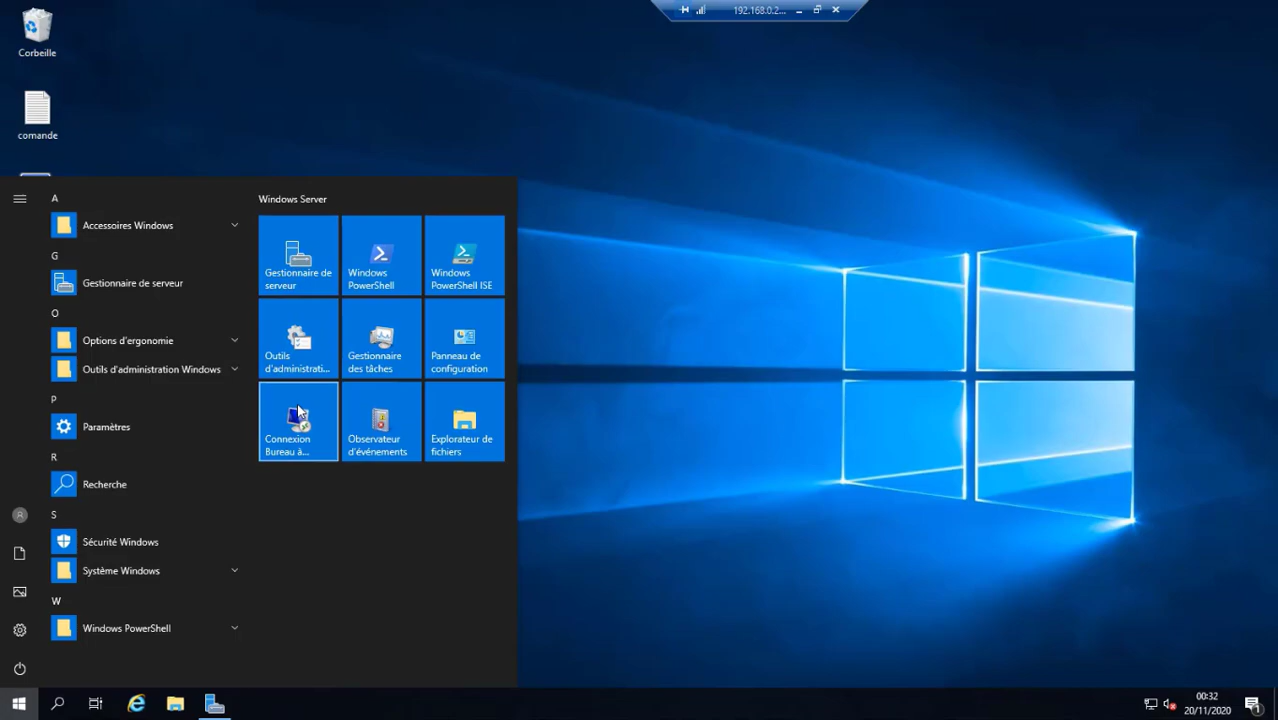 192.168.0.2...
Corbeille
comande
A
Accessoires Windows
G
Gestionnaire de serveur
O
Options d'ergonomie
Outils d'administration Windows
P
Paramètres
R
Recherche
S
Sécurité Windows
Système Windows
W
Windows PowerShell
Windows Server
Gestionnaire de
serveur
Windows
PowerShell
Windows
PowerShell ISE
Outils
d'administrati...
Gestionnaire
des tâches
Panneau de
configuration
Connexion
Bureau à...
Observateur
d'événements
Explorateur de
fichiers
00:32
20/11/2020
1